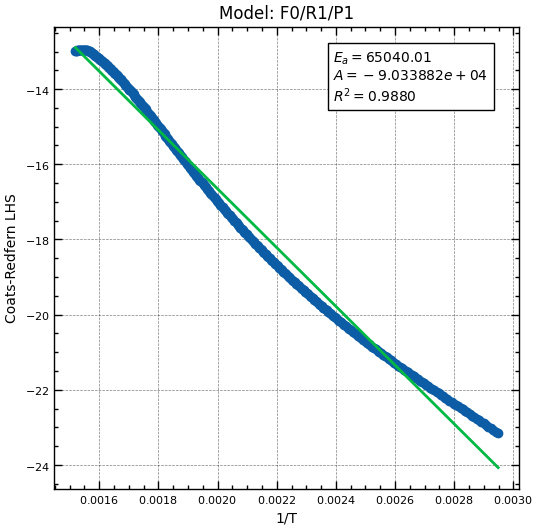 Model: F0/R1/P1
E_a = 65040.01
A = −9.033882e + 04
R² = 0.9880
−14
−16
−18
−20
−22
−24
Coats-Redfern LHS
0.0016 0.0018 0.0020 0.0022 0.0024 0.0026 0.0028 0.0030
1/T